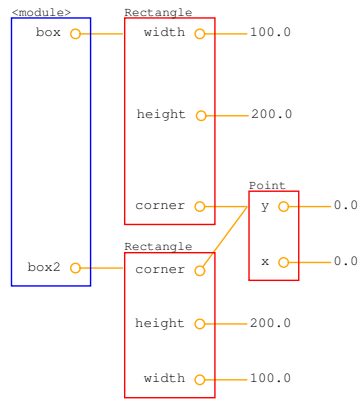 <module>
Rectangle
box
width
100.0
height
200.0
Point
corner
y
0.0
Rectangle
x
0.0
box2
corner
height
200.0
width
100.0